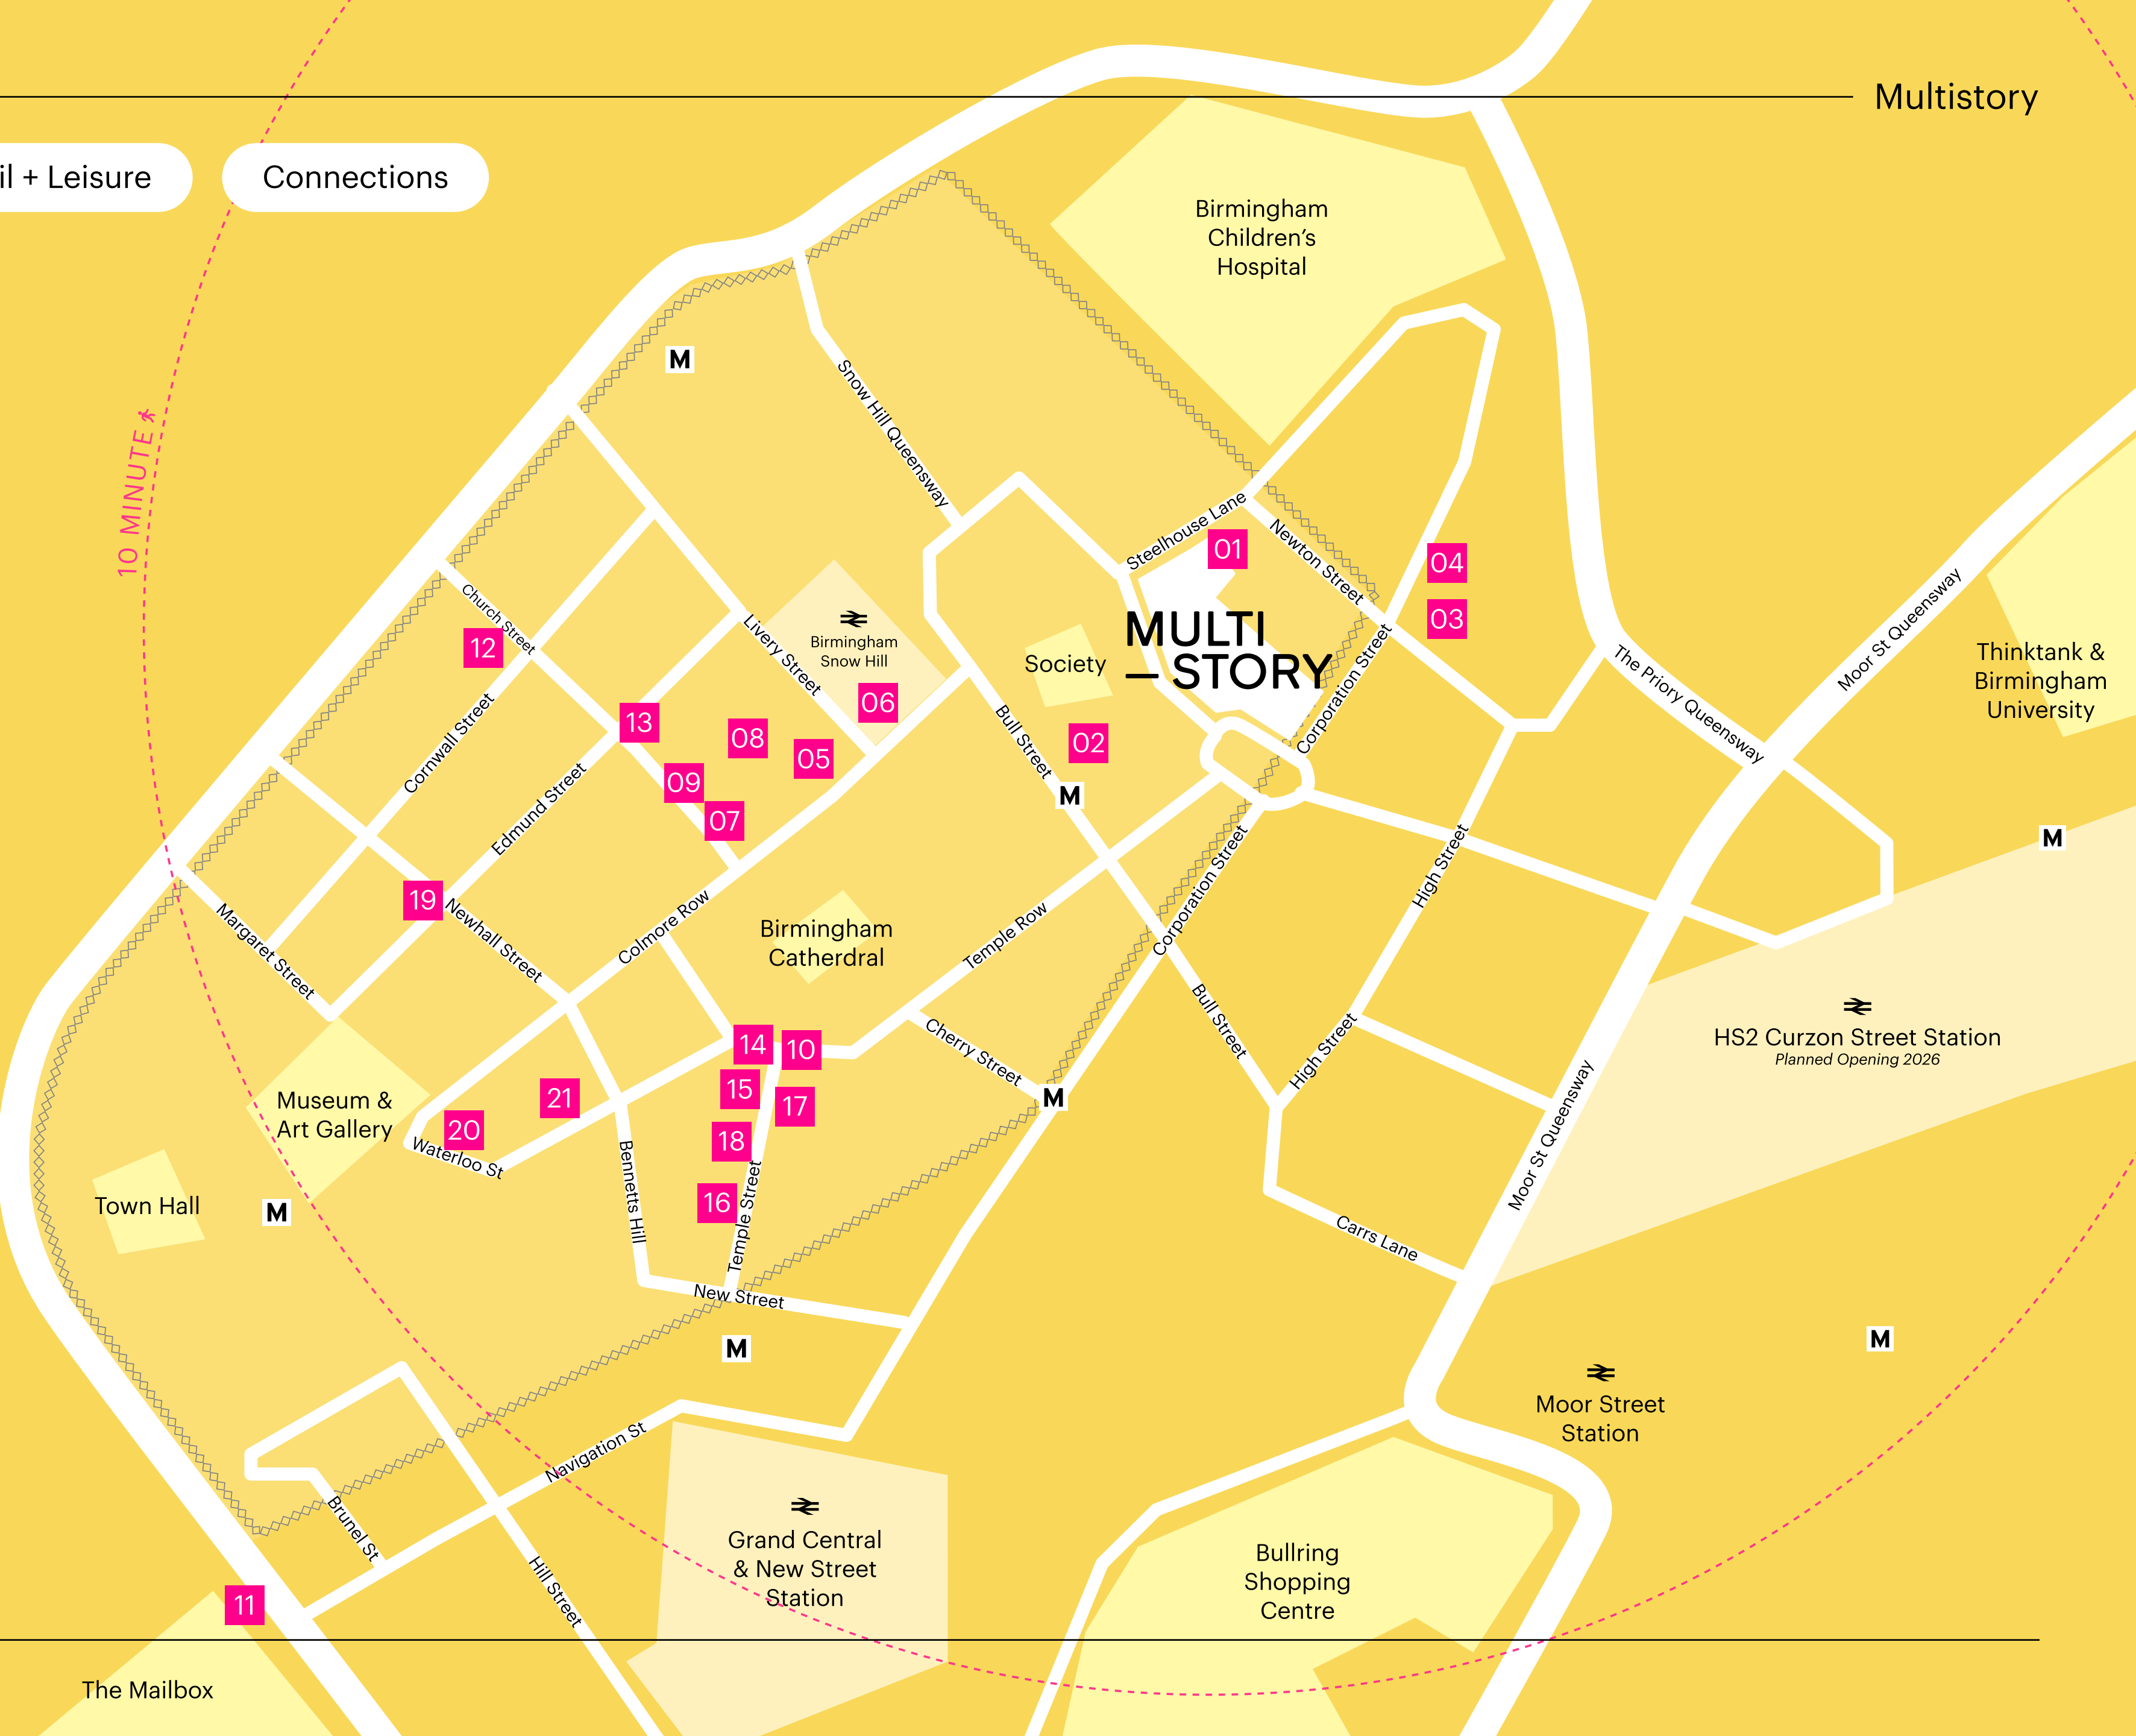 Multistory
il + Leisure
Connections
Birmingham
Children’s
Hospital
M
Snow Hill Queensway
10 MINUTE
Steelhouse Lane
01
Newton Street
04
03
MULTI
— STORY
Corporation Street
Society
02
Bull Street
M
Church Street
12
Birmingham
Snow Hill
06
Livery Street
13
08
05
09
07
Cornwall Street
Edmund Street
The Priory Queensway
Moor St Queensway
Thinktank &
Birmingham
University
M
High Street
Corporation Street
19
Newhall Street
Margaret Street
Colmore Row
Birmingham
Catherdral
Temple Row
Bull Street
High Street
Cherry Street
M
14
10
15
17
18
16
21
20
Waterloo St
Bennetts Hill
Temple Street
New Street
M
Museum &
Art Gallery
Town Hall
M
HS2 Curzon Street Station
Planned Opening 2026
Moor St Queensway
Carrs Lane
M
Moor Street
Station
Navigation St
Brunel St
Hill Street
Grand Central
& New Street
Station
Bullring
Shopping
Centre
11
The Mailbox